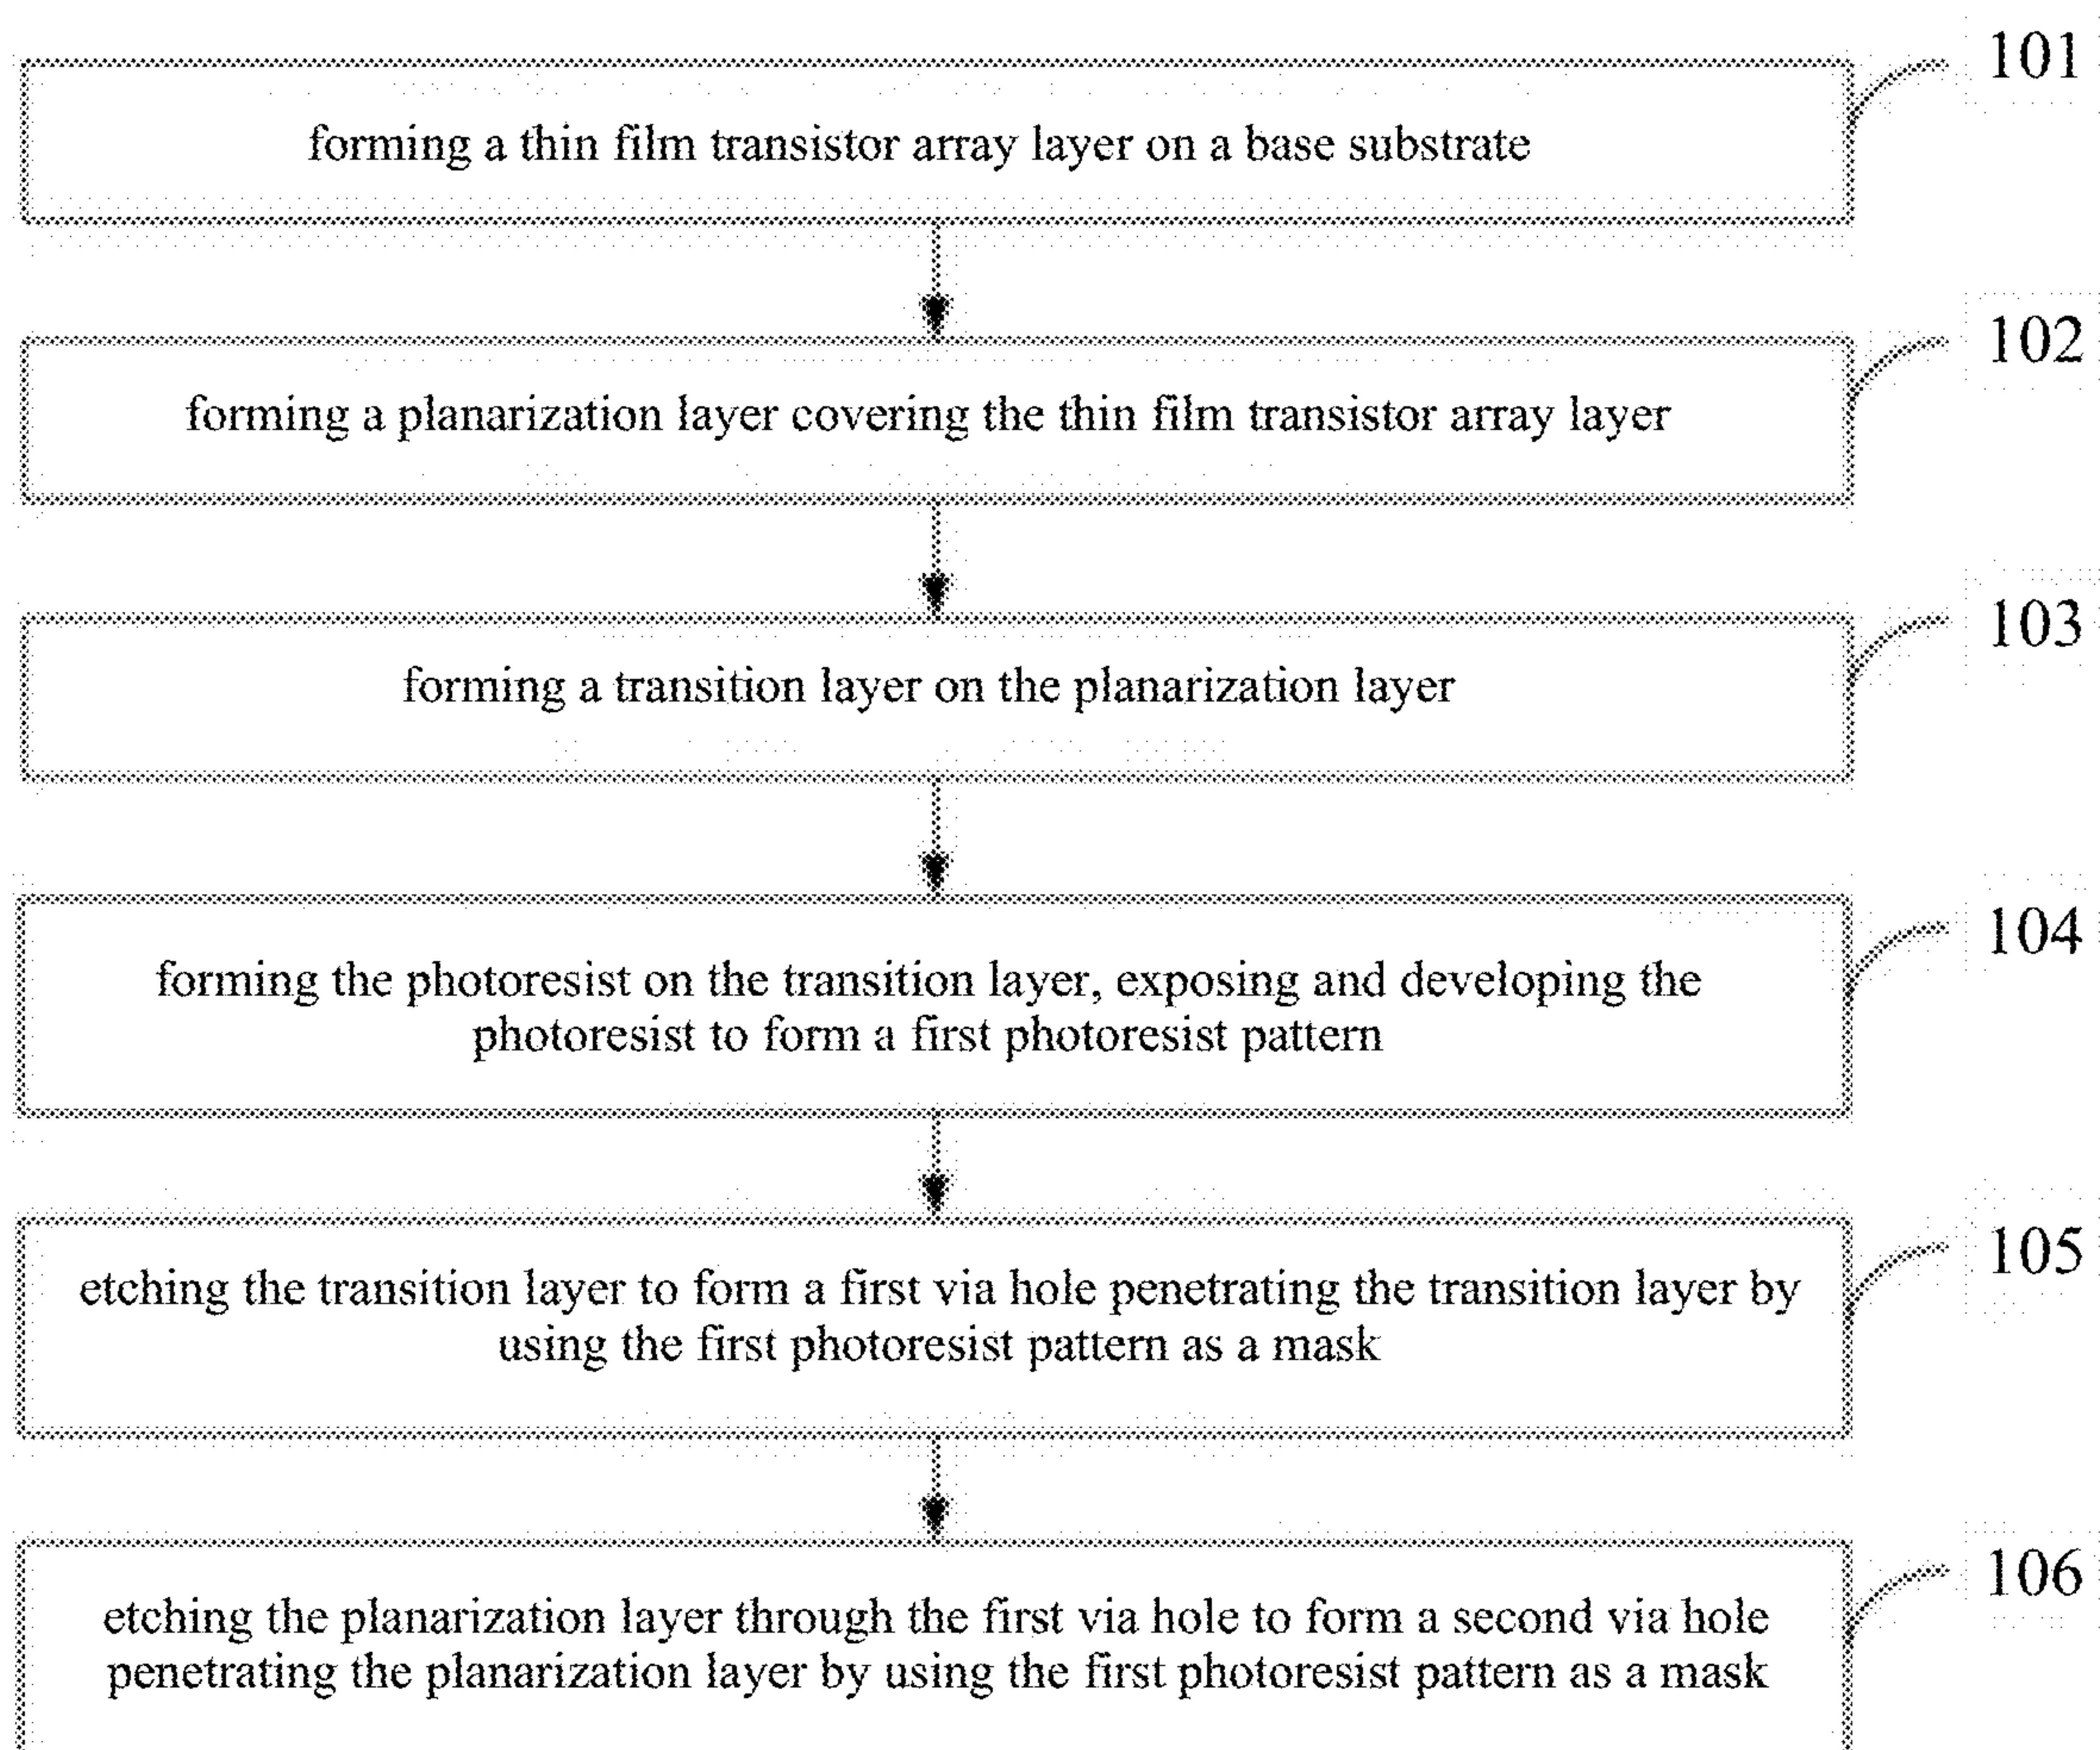 101
forming a thin film transistor array layer on a base substrate
102
forming a planarization layer covering the thin film transistor array layer
103
forming a transition layer on the planarization layer
104
forming the photoresist on the transition layer, exposing and developing the
photoresist to form a first photoresist pattern
105
etching the transition layer to form a first via hole penetrating the transition layer by
using the first photoresist pattern as a mask
106
etching the planarization layer through the first via hole to form a second via hole
penetrating the planarization layer by using the first photoresist pattern as a mask